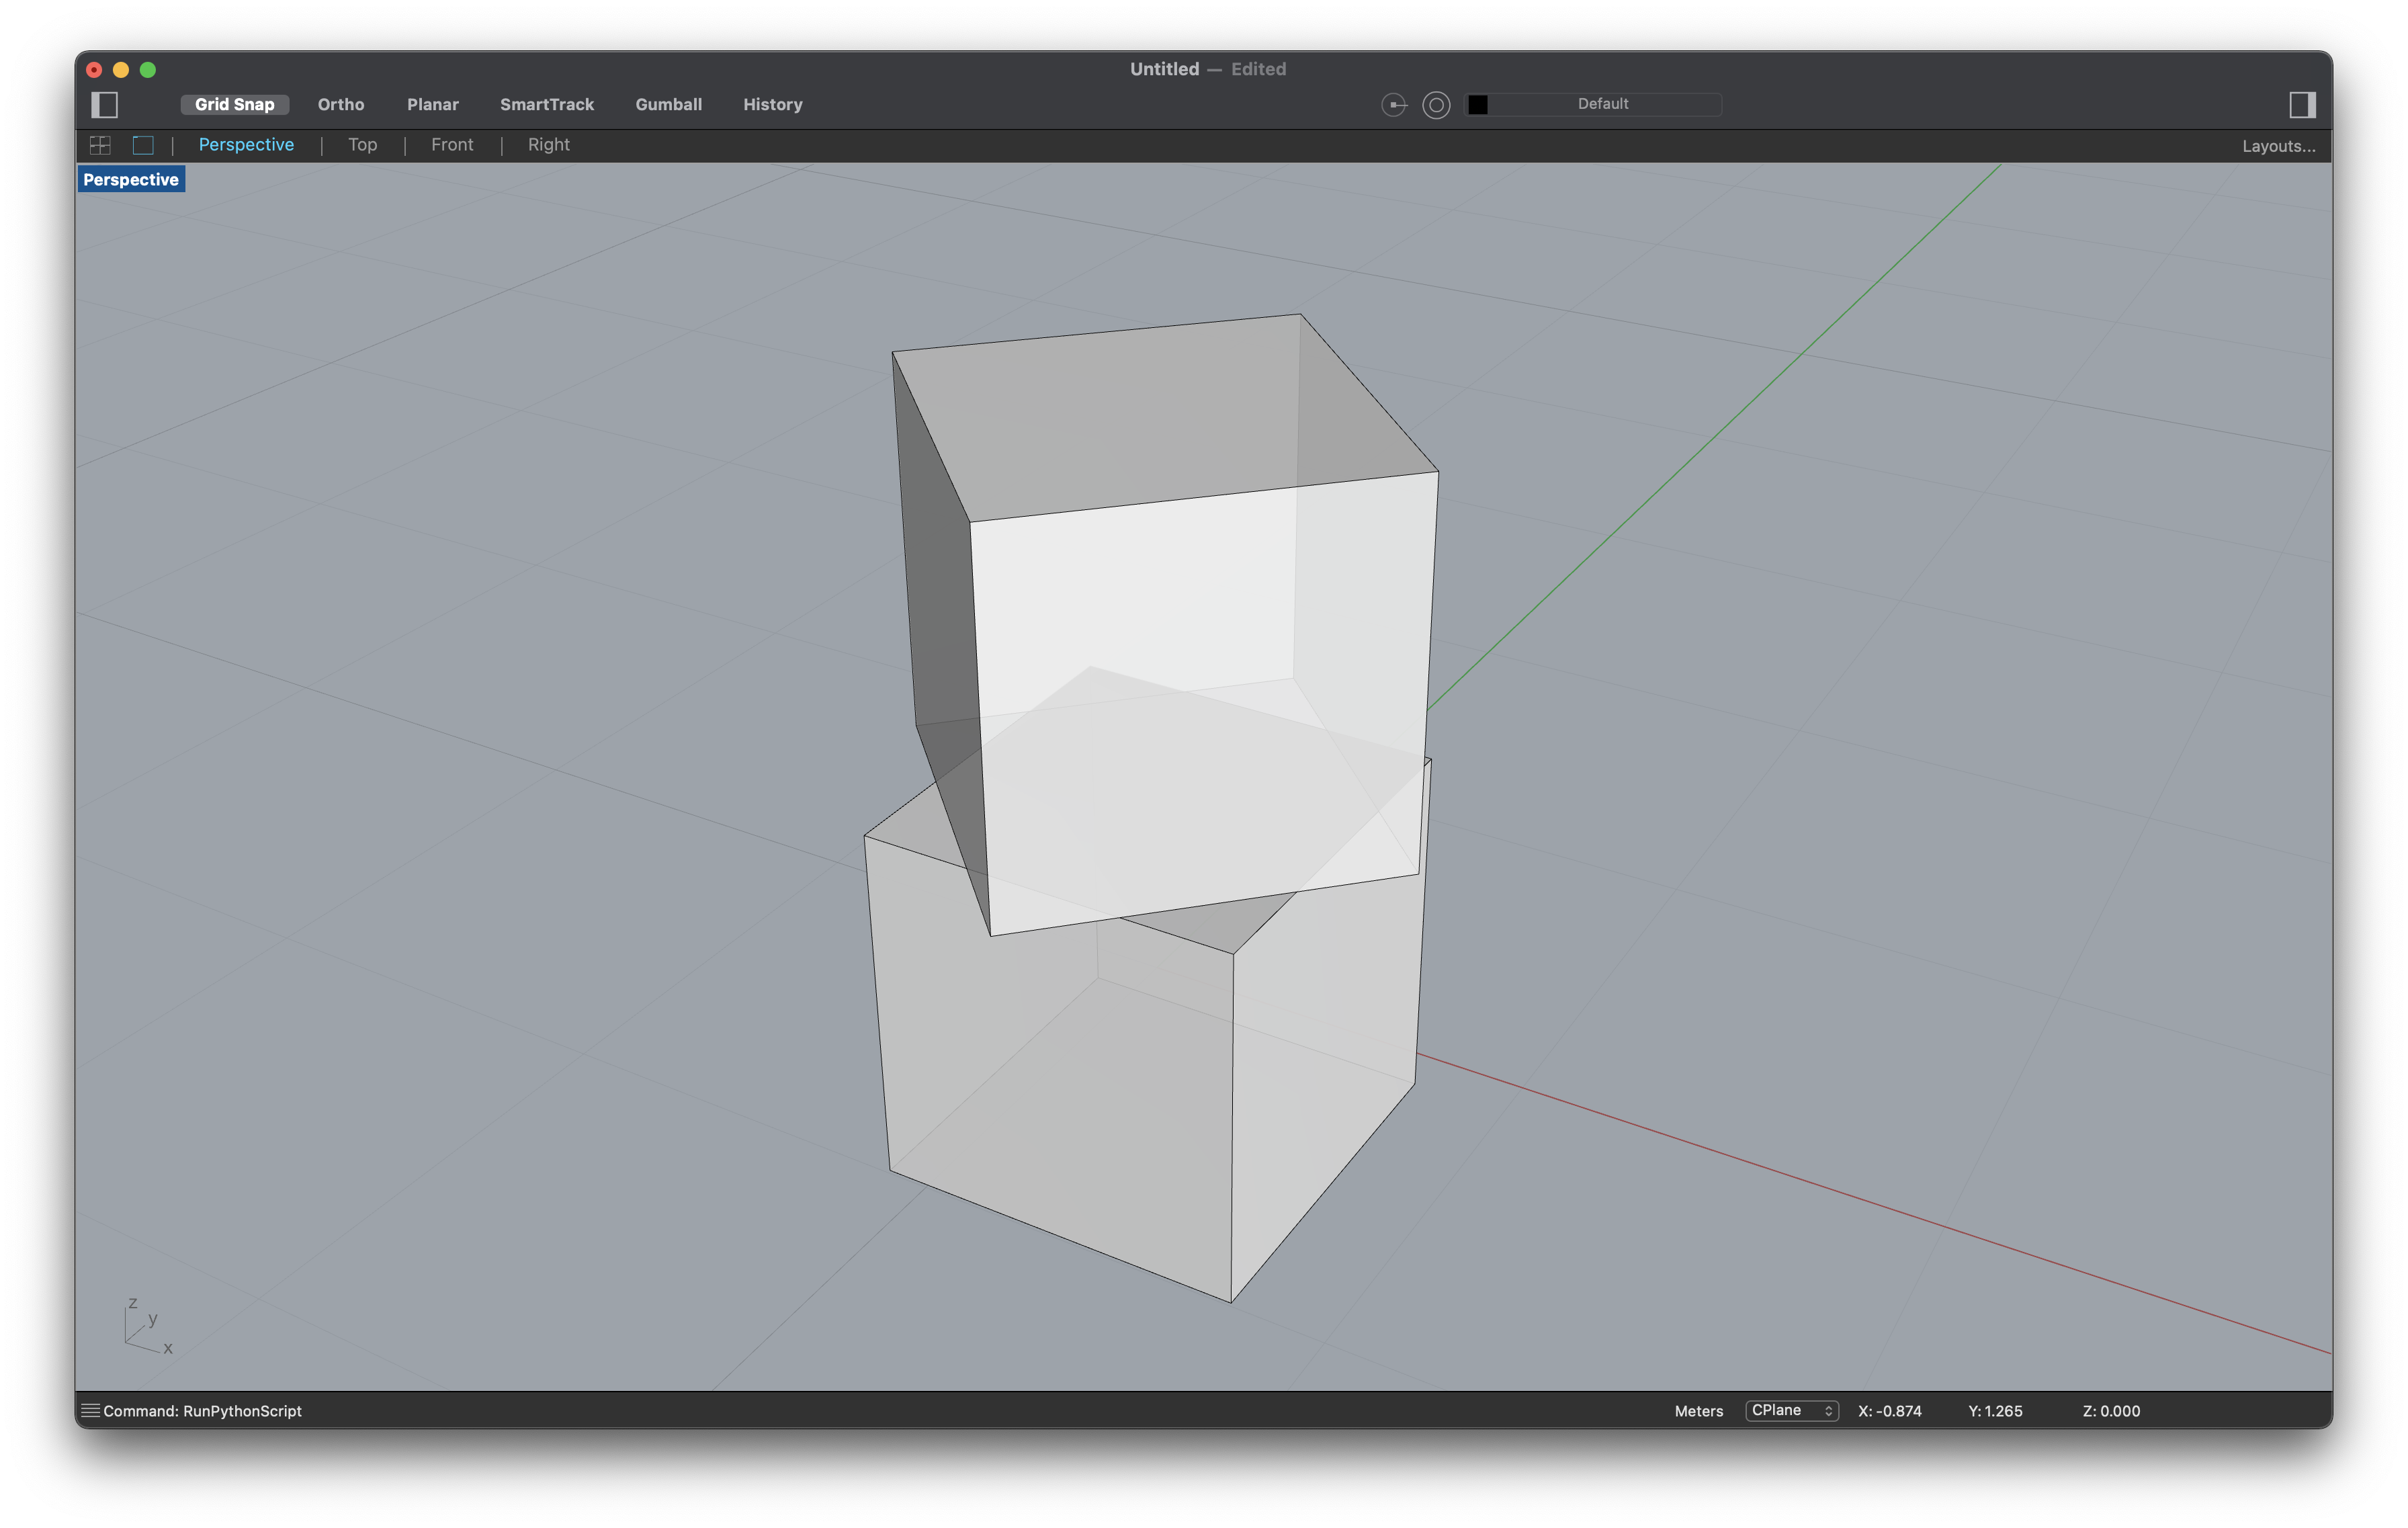 Untitled — Edited
Grid Snap Ortho Planar SmartTrack Gumball History Default
Perspective | Top | Front | Right Layouts...
Perspective
z
y
x
Command: RunPythonScript Meters CPlane X: -0.874 Y: 1.265 Z: 0.000